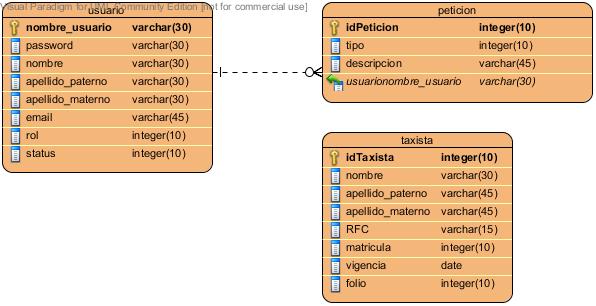 Visual Paradigm for UML Community Edition [not for commercial use]
usuario
nombre_usuario varchar(30)
password varchar(30)
nombre varchar(30)
apellido_paterno varchar(30)
apellido_materno varchar(30)
email varchar(45)
rol integer(10)
status integer(10)
peticion
idPeticion integer(10)
tipo integer(10)
descripcion varchar(45)
usuarionombre_usuario varchar(30)
taxista
idTaxista integer(10)
nombre varchar(30)
apellido_paterno varchar(45)
apellido_materno varchar(45)
RFC varchar(15)
matricula integer(10)
vigencia date
folio integer(10)